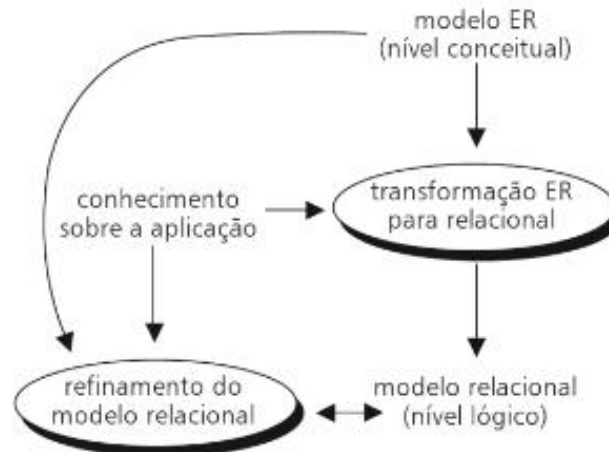 modelo ER
(nível conceitual)
transformação ER
para relacional
conhecimento
sobre a aplicação
refinamento do
modelo relacional
modelo relacional
(nível lógico)